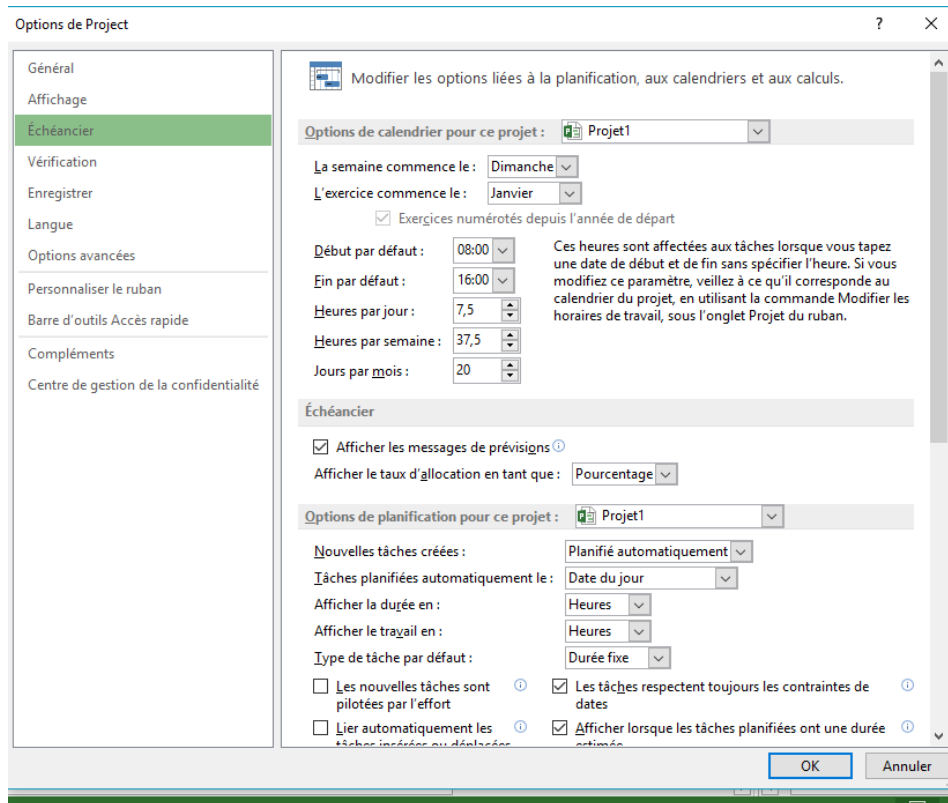 Options de Project
?
Général
Affichage
Échéancier
Vérification
Enregistrer
Langue
Options avancées
Personnaliser le ruban
Barre d'outils Accès rapide
Compléments
Centre de gestion de la confidentialité
Modifier les options liées à la planification, aux calendriers et aux calculs.
Options de calendrier pour ce projet : Projet1
La semaine commence le : Dimanche
L'exercice commence le : Janvier
Exercices numérotés depuis l'année de départ
Début par défaut : 08:00
Fin par défaut : 16:00
Heures par jour : 7,5
Heures par semaine : 37,5
Jours par mois : 20
Ces heures sont affectées aux tâches lorsque vous tapez
une date de début et de fin sans spécifier l'heure. Si vous
modifiez ce paramètre, veillez à ce qu'il corresponde au
calendrier du projet, en utilisant la commande Modifier les
horaires de travail, sous l'onglet Projet du ruban.
Échéancier
Afficher les messages de prévisions
Afficher le taux d'allocation en tant que : Pourcentage
Options de planification pour ce projet : Projet1
Nouvelles tâches créées : Planifié automatiquement
Tâches planifiées automatiquement le : Date du jour
Afficher la durée en : Heures
Afficher le travail en : Heures
Type de tâche par défaut : Durée fixe
Les nouvelles tâches sont
pilotées par l'effort
Les tâches respectent toujours les contraintes de
dates
Lier automatiquement les
tâches insérées ou déplacées
Afficher lorsque les tâches planifiées ont une durée
estimée
OK
Annuler